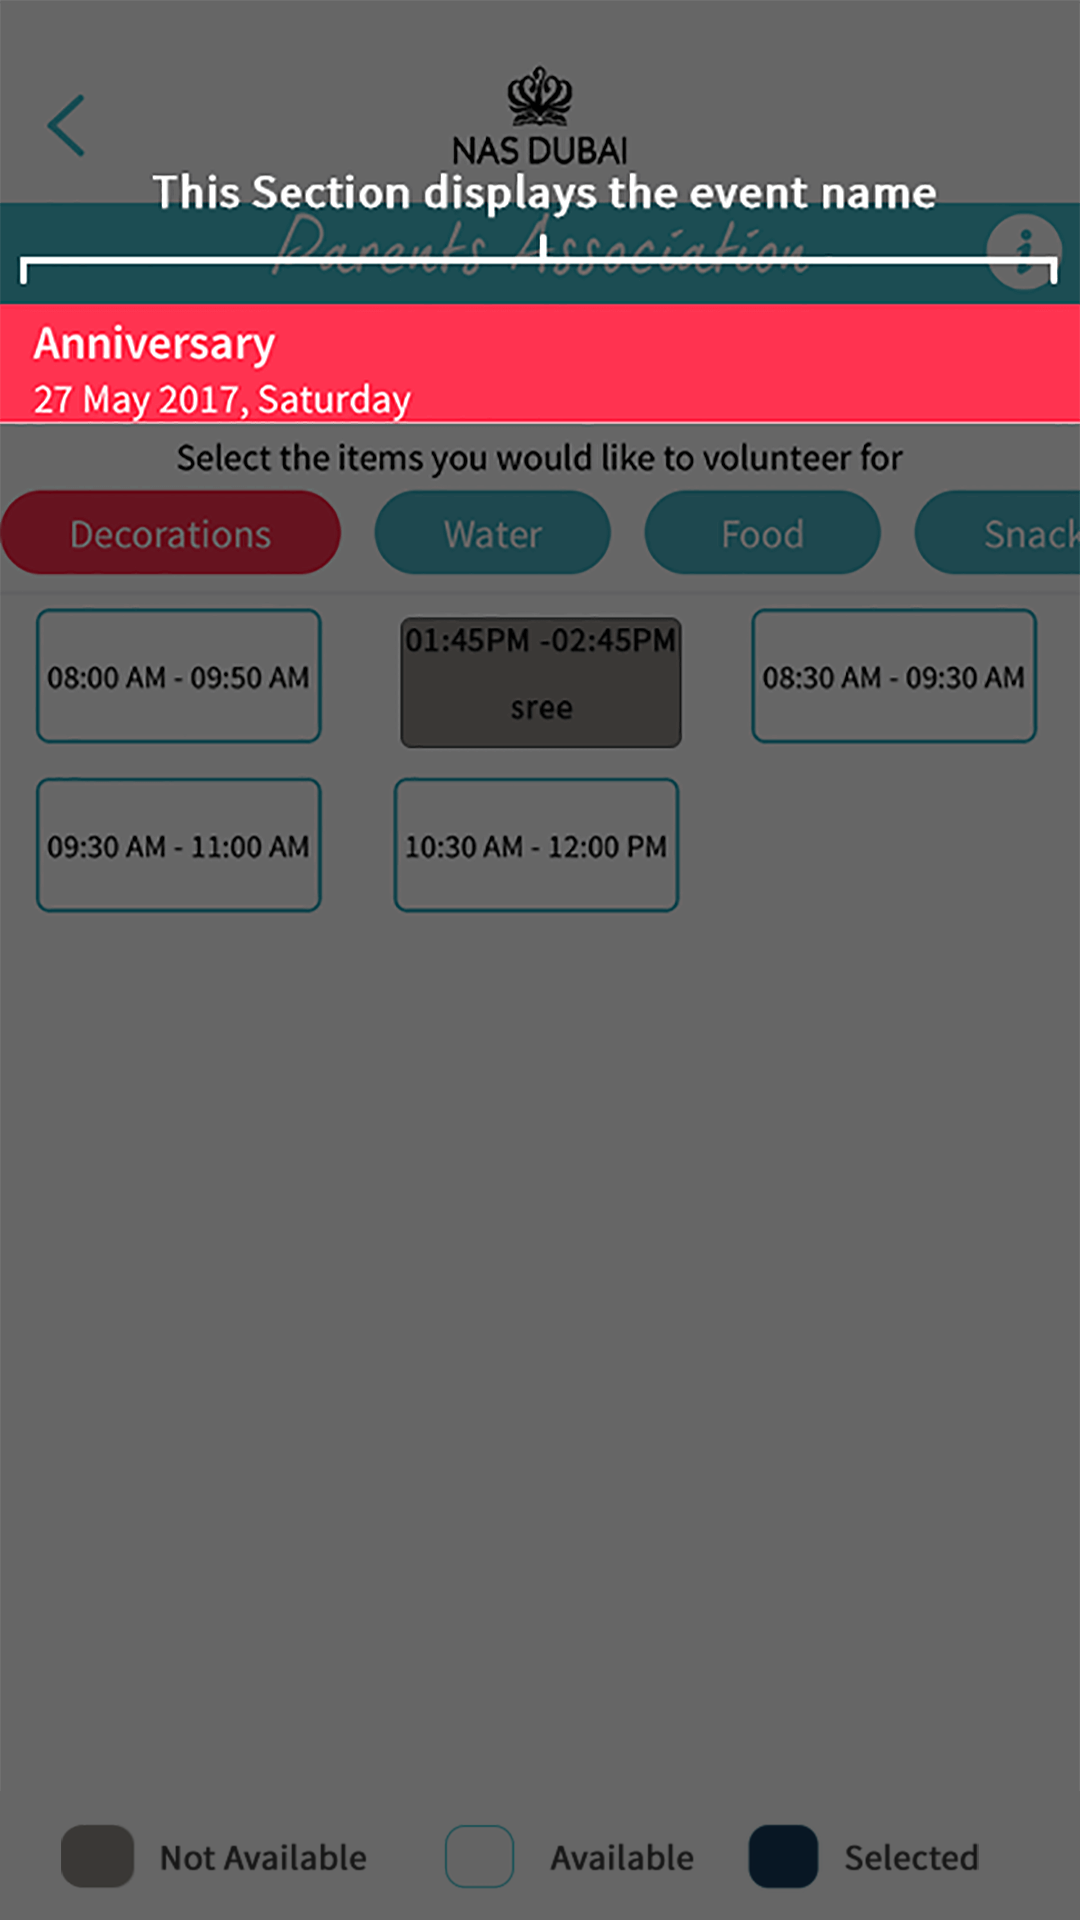 NAS DUBAI
This Section displays the event name
Parents Association
i
Anniversary
27 May 2017, Saturday
Select the items you would like to volunteer for
Decorations Water Food Snack
08:00 AM - 09:50 AM
01:45PM -02:45PM
sree
08:30 AM - 09:30 AM
09:30 AM - 11:00 AM
10:30 AM - 12:00 PM
Not Available Available Selected